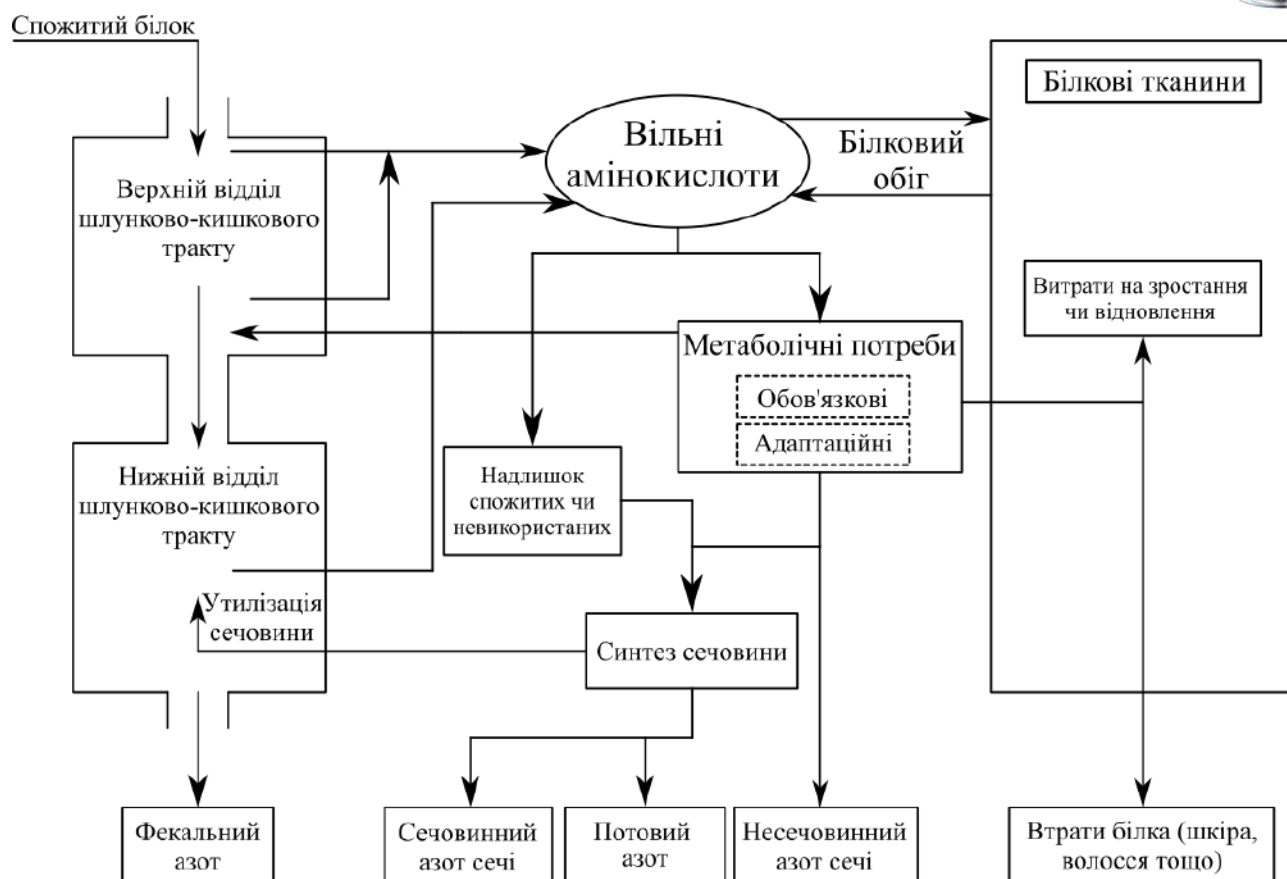 Спожитий білок
Білкові тканини
Вільні
амінокислоти
Білковий
обіг
Верхній відділ
шлунково-кишкового
тракту
Витрати на зростання
чи відновлення
Метаболічні потреби
Обов'язкові
Адаптаційні
Нижній відділ
шлунково-кишкового
тракту
Надлишок
спожитих чи
невикористаних
Утилізація
сечовини
Синтез сечовини
Фекальний
азот
Сечовинний
азот сечі
Потовий
азот
Несечовинний
азот сечі
Втрати білка (шкіра,
волосся тощо)